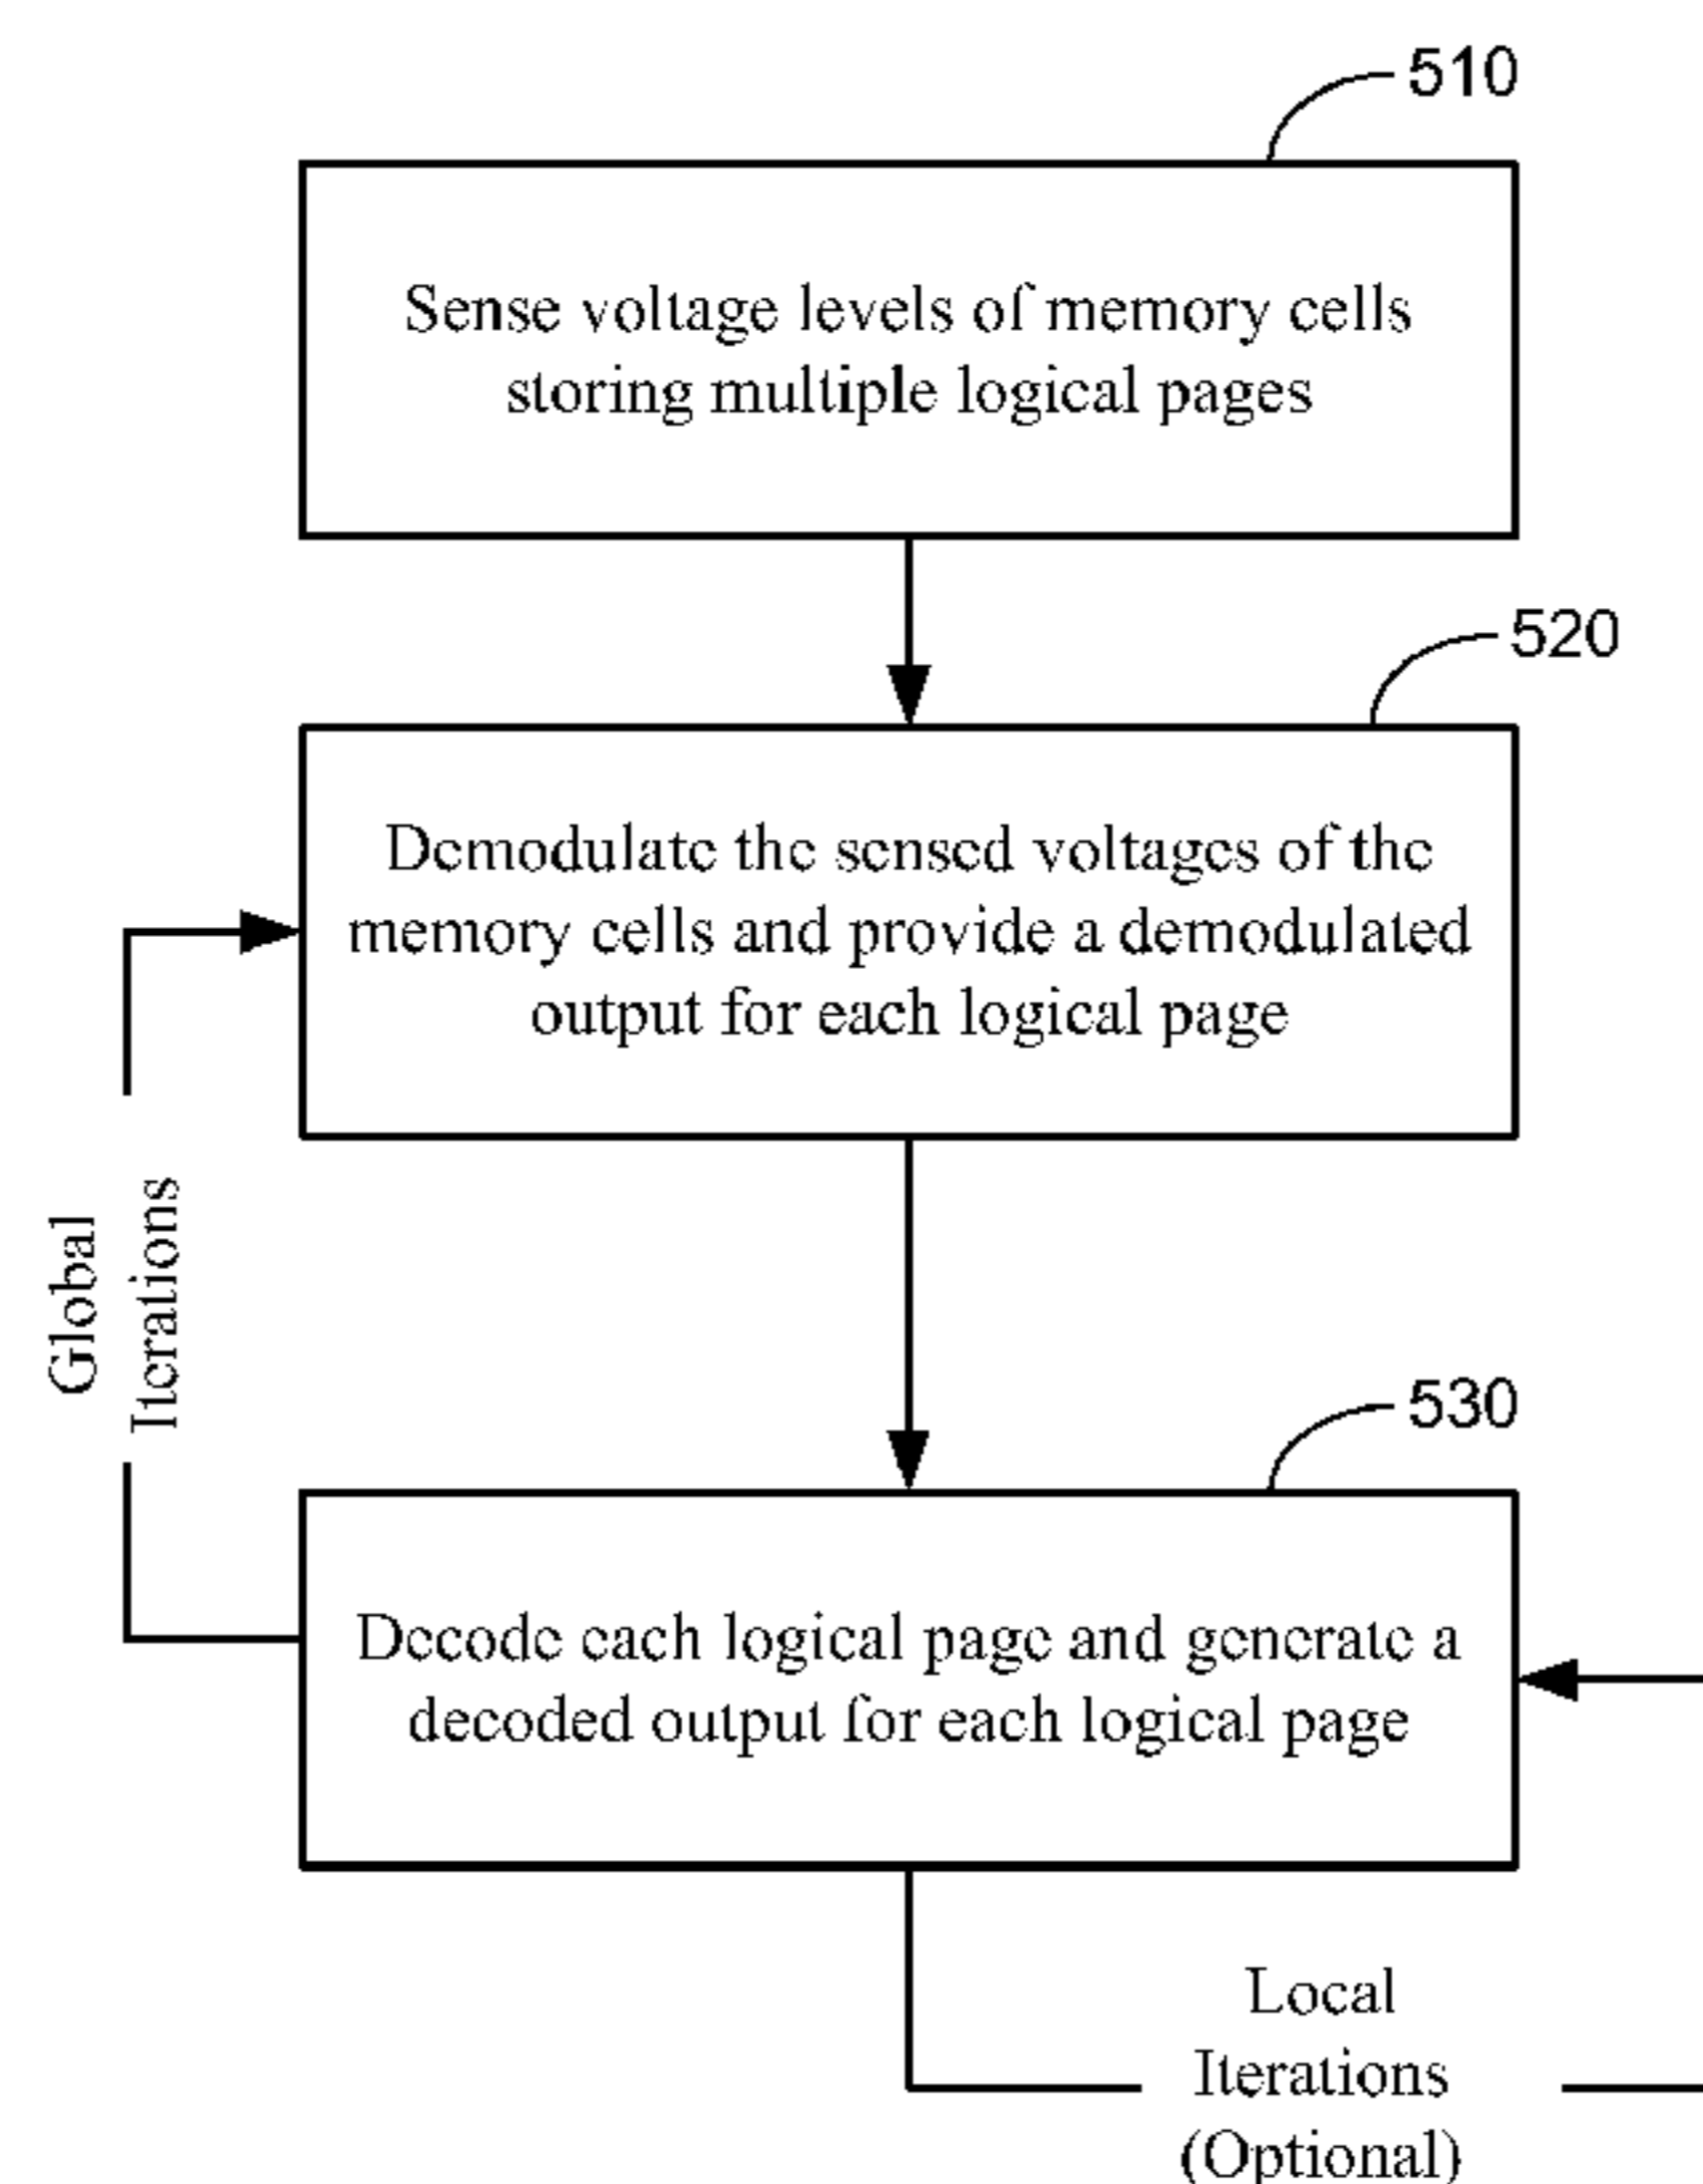 510
Sense voltage levels of memory cells
storing multiple logical pages
520
Demodulate the sensed voltages of the
memory cells and provide a demodulated
output for each logical page
Global
Iterations
530
Decode each logical page and generate a
decoded output for each logical page
Local
Iterations
(Optional)